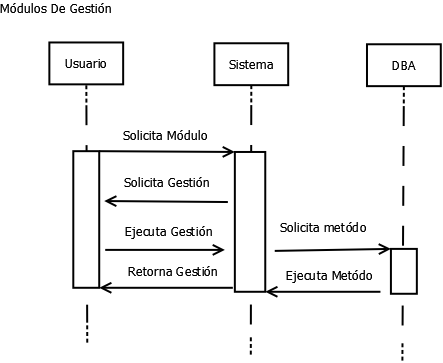 Módulos De Gestión
Usuario
Sistema
DBA
Solicita Módulo
Solicita Gestión
Ejecuta Gestión
Solicita metódo
Retorna Gestión
Ejecuta Metódo